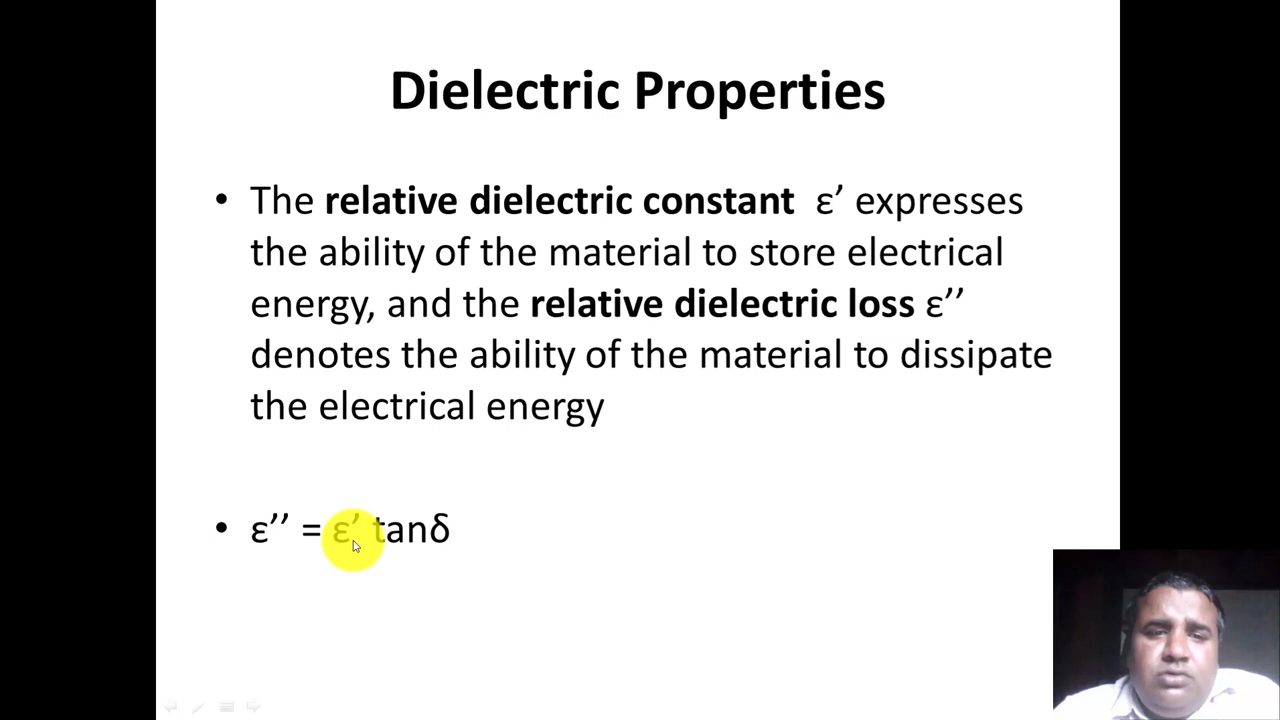 Dielectric Properties
• The relative dielectric constant ε’ expresses
the ability of the material to store electrical
energy, and the relative dielectric loss ε’’
denotes the ability of the material to dissipate
the electrical energy
• ε’’ = ε’ tanδ